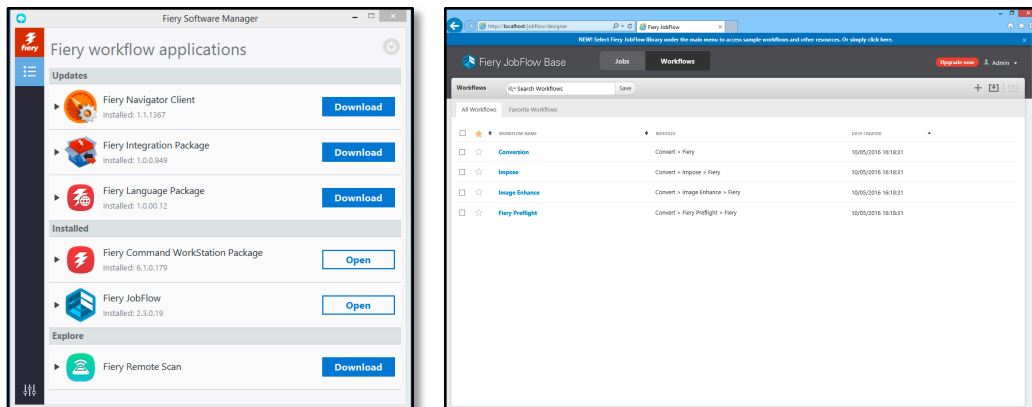 Fiery Software Manager
fiery
Fiery workflow applications
Updates
Fiery Navigator Client
Installed: 1.1.1367
Download
Fiery Integration Package
Installed: 1.0.0.949
Download
Fiery Language Package
Installed: 1.0.00.12
Download
Installed
Fiery Command WorkStation Package
Installed: 6.1.0.179
Open
Fiery JobFlow
Installed: 2.3.0.19
Open
Explore
Fiery Remote Scan
Download
http://localhost/jobflow/designer
Fiery JobFlow
NEW! Select Fiery JobFlow library under the main menu to access sample workflows and other resources. Or simply click here.
Fiery JobFlow Base
Jobs
Workflows
Upgrade now
Admin
Workflows
Search Workflows
Save
All Workflows
Favorite Workflows
WORKFLOW NAME
MODULES
DATE CREATED
Conversion
Convert > Fiery
10/05/2016 16:18:31
Impose
Convert > Impose > Fiery
10/05/2016 16:18:31
Image Enhance
Convert > Image Enhance > Fiery
10/05/2016 16:18:31
Fiery Preflight
Convert > Fiery Preflight > Fiery
10/05/2016 16:18:31